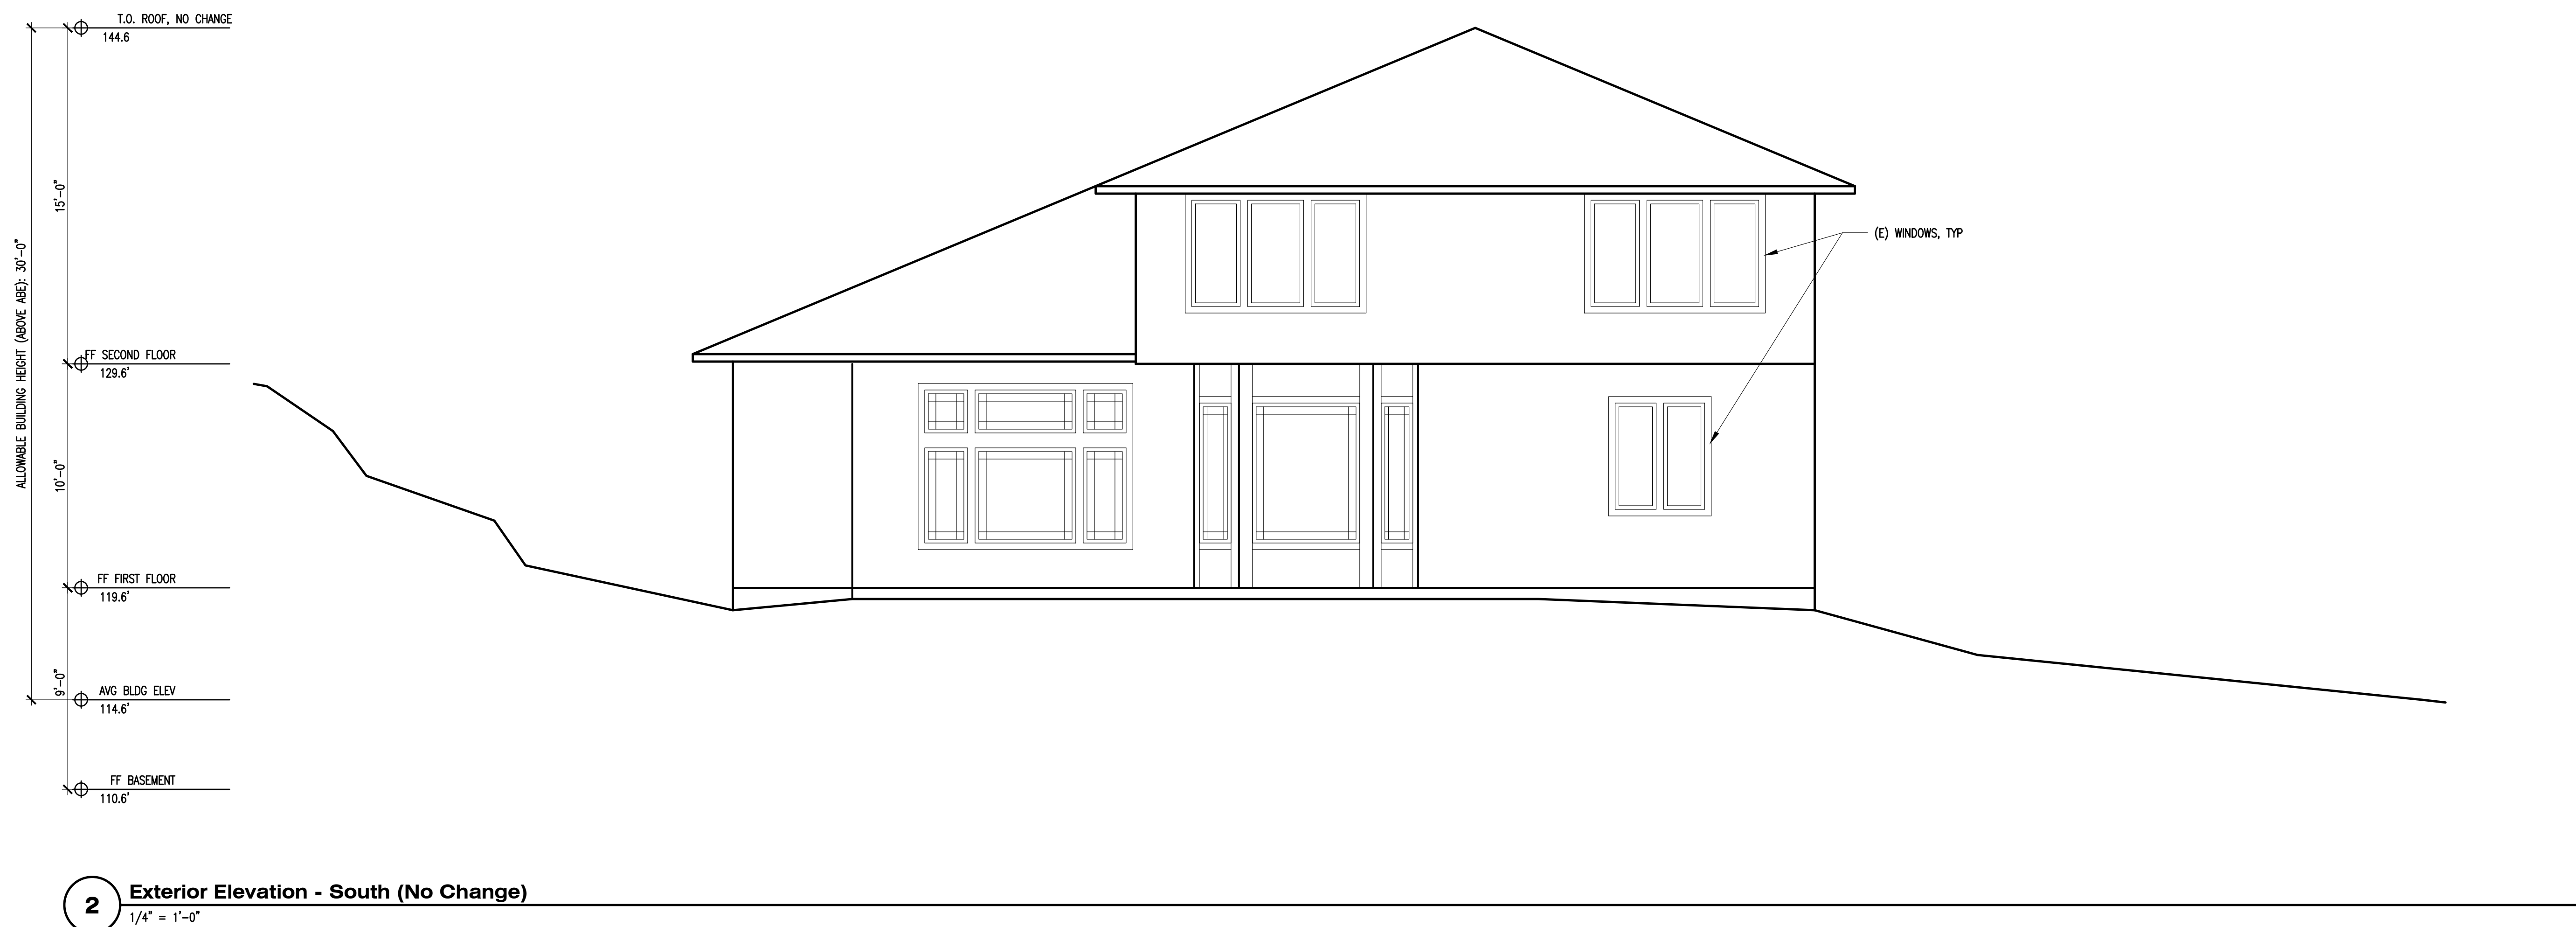 T.O. ROOF, NO CHANGE
144.6
15'-0"
ALLOWABLE BUILDING HEIGHT (ABOVE ABE): 30'-0"
(E) WINDOWS, TYP
FF SECOND FLOOR
129.6'
10'-0"
FF FIRST FLOOR
119.6'
9'-0"
AVG BLDG ELEV
114.6'
FF BASEMENT
110.6'
2
Exterior Elevation - South (No Change)
1/4" = 1'-0"